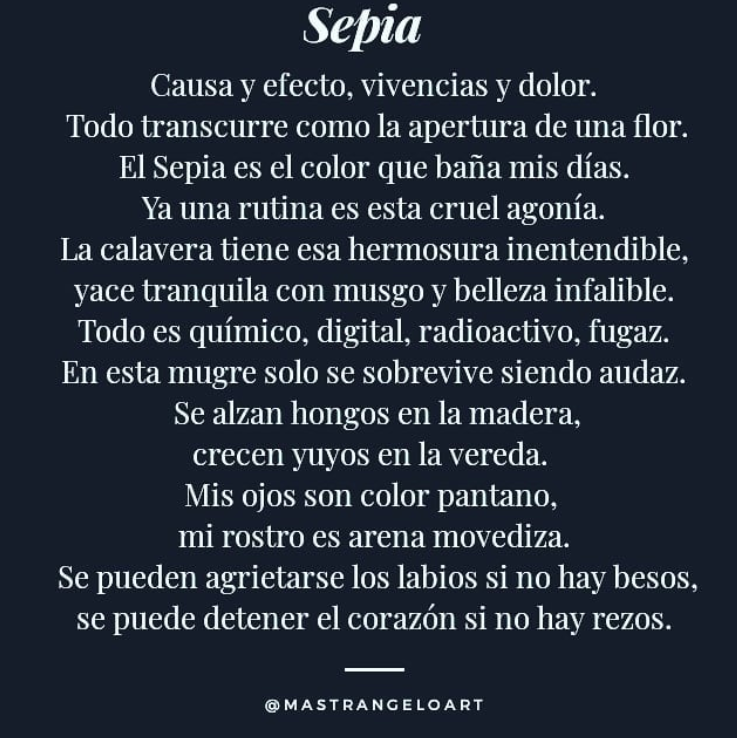 Sepia
Causa y efecto, vivencias y dolor.
Todo transcurre como la apertura de una flor.
El Sepia es el color que baña mis días.
Ya una rutina es esta cruel agonía.
La calavera tiene esa hermosura inentendible,
yace tranquila con musgo y belleza infalible.
Todo es químico, digital, radioactivo, fugaz.
En esta mugre solo se sobrevive siendo audaz.
Se alzan hongos en la madera,
crecen yuyos en la vereda.
Mis ojos son color pantano,
mi rostro es arena movediza.
Se pueden agrietarse los labios si no hay besos,
se puede detener el corazón si no hay rezos.
@MASTRANGELOART